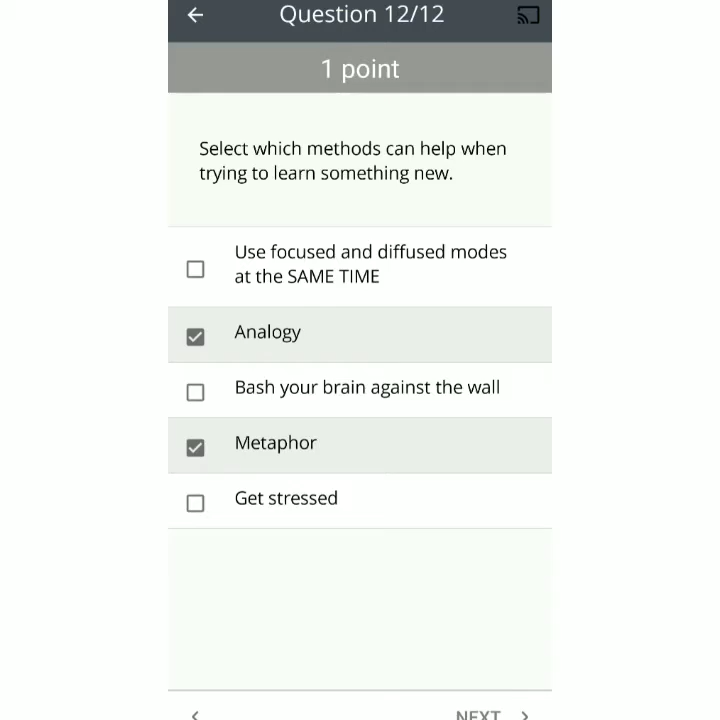 Question 12/12
1 point
Select which methods can help when
trying to learn something new.
Use focused and diffused modes
at the SAME TIME
Analogy
Bash your brain against the wall
Metaphor
Get stressed
NEXT